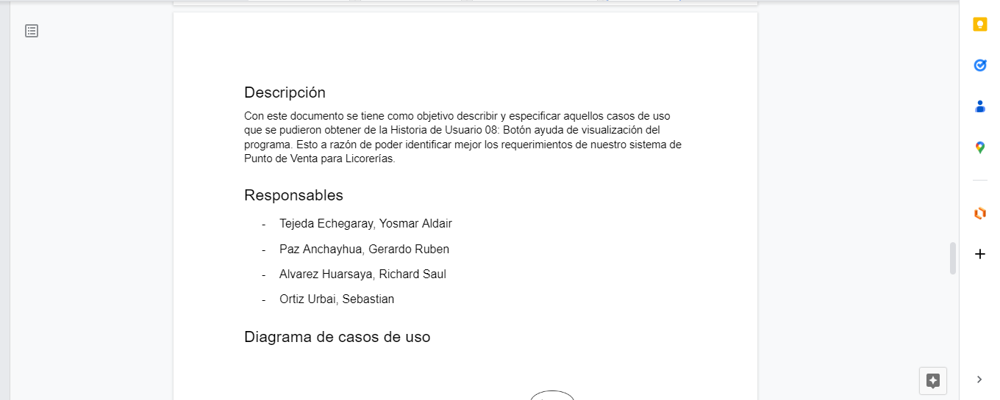 Descripción
Con este documento se tiene como objetivo describir y especificar aquellos casos de uso
que se pudieron obtener de la Historia de Usuario 08: Botón ayuda de visualización del
programa. Esto a razón de poder identificar mejor los requerimientos de nuestro sistema de
Punto de Venta para Licorerías.
Responsables
- Tejeda Echegaray, Yosmar Aldair
- Paz Anchayhua, Gerardo Ruben
- Alvarez Huarsaya, Richard Saul
- Ortiz Urbai, Sebastian
Diagrama de casos de uso